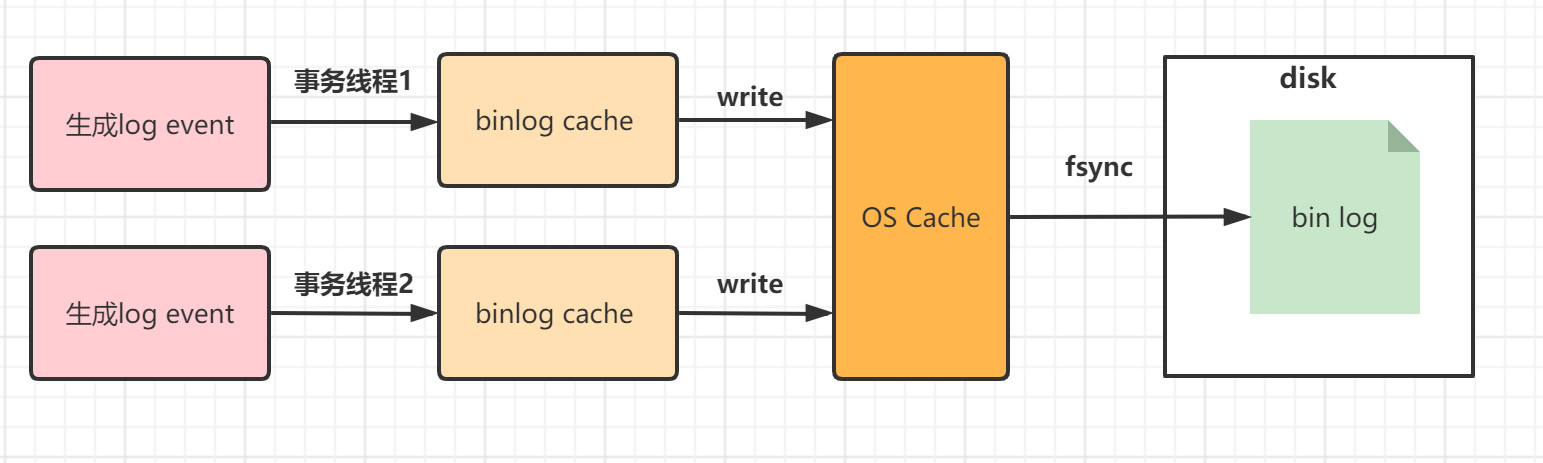 生成log event
事务线程1
binlog cache
write
生成log event
事务线程2
binlog cache
write
OS Cache
fsync
disk
bin log